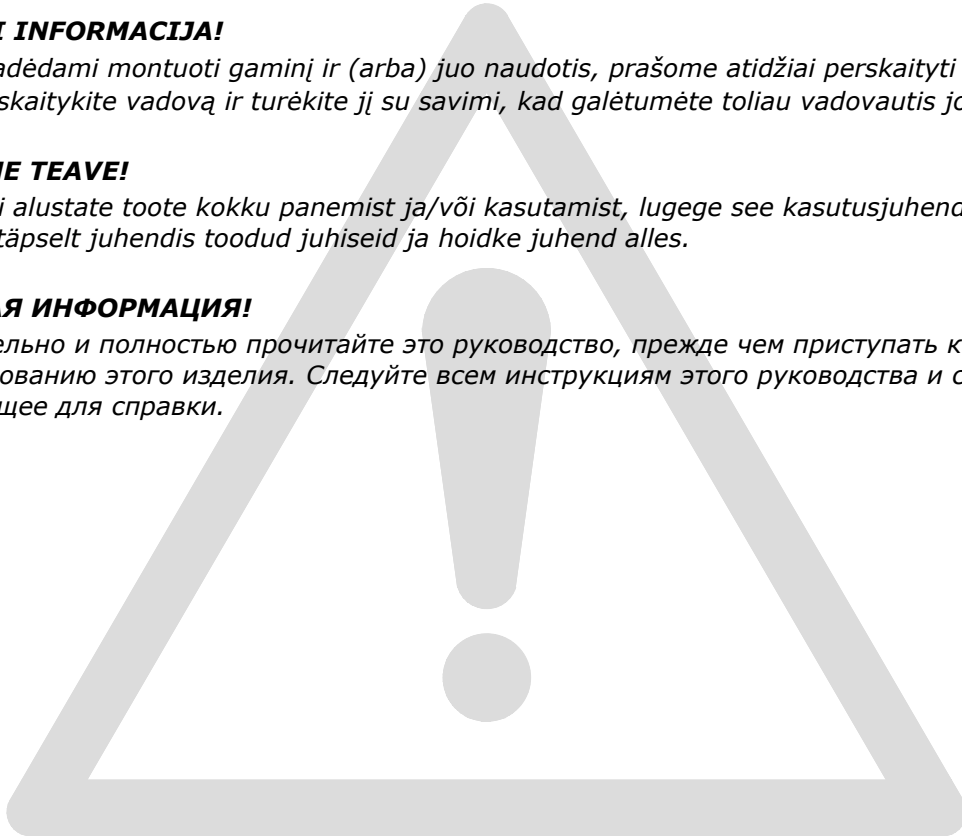 I INFORMACIJA!
adėdami montuoti gaminį ir (arba) juo naudotis, prašome atidžiai perskaityti
skaitykite vadovą ir turėkite jį su savimi, kad galėtumėte toliau vadovautis jo
NE TEAVE!
i alustate toote kokku panemist ja/või kasutamist, lugege see kasutusjuhend
täpselt juhendis toodud juhiseid ja hoidke juhend alles.
АЯ ИНФОРМАЦИЯ!
ельно и полностью прочитайте это руководство, прежде чем приступать к
ованию этого изделия. Следуйте всем инструкциям этого руководства и с
щее для справки.